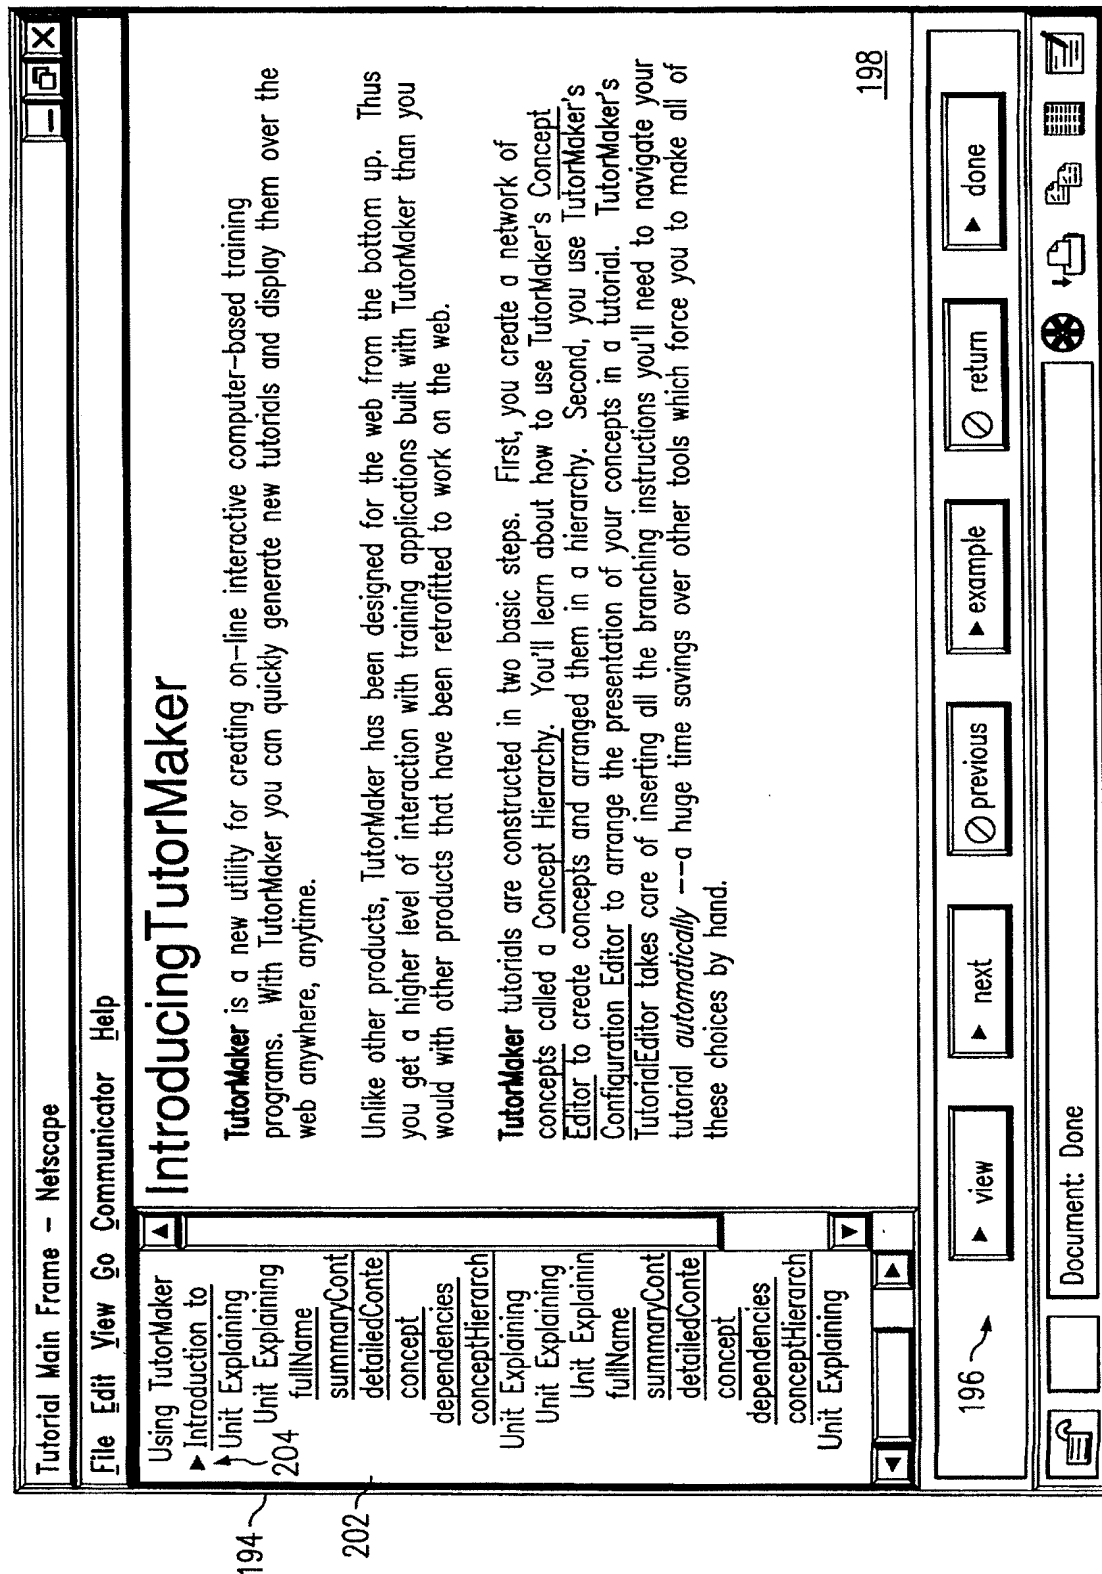 Tutorial Main Frame – Netscape
File Edit View Go Communicator Help
Using TutorMaker
Introduction to
Unit Explaining
Unit Explaining
fullName
summaryCont
detailedConte
concept
dependencies
conceptHierarch
Unit Explaining
Unit Explaining
Unit Explainin
fullName
summaryCont
detailedConte
concept
dependencies
conceptHierarch
Unit Explaining
194
204
202
IntroducingTutorMaker
TutorMaker is a new utility for creating on–line interactive computer–based training
programs. With TutorMaker you can quickly generate new tutorials and display them over the
web anywhere, anytime.
Unlike other products, TutorMaker has been designed for the web from the bottom up. Thus
you get a higher level of interaction with training applications built with TutorMaker than you
would with other products that have been retrofitted to work on the web.
TutorMaker tutorials are constructed in two basic steps. First, you create a network of
concepts called a Concept Hierarchy. You'll learn about how to use TutorMaker's Concept
Editor to create concepts and arranged them in a hierarchy. Second, you use TutorMaker's
Configuration Editor to arrange the presentation of your concepts in a tutorial. TutorMaker's
TutorialEditor takes care of inserting all the branching instructions you'll need to navigate your
tutorial automatically ––a huge time savings over other tools which force you to make all of
these choices by hand.
198
196
view
next
previous
example
return
done
Document: Done